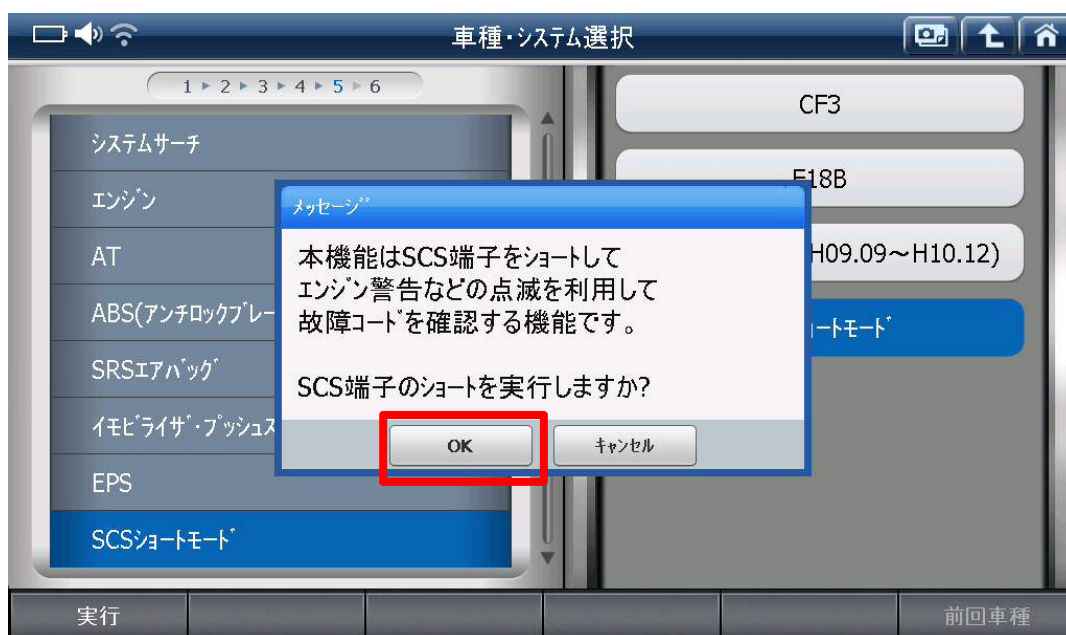 車種・システム選択
1 ▶ 2 ▶ 3 ▶ 4 ▶ 5 ▶ 6
システムサーチ
エンジン
AT
ABS(アンチロックブレー
SRSエアバッグ
イモビライザ・プッシュス
EPS
SCSショートモード
CF3
F18B
H09.09～H10.12)
ートモード
メッセージ
本機能はSCS端子をショートして
エンジン警告などの点滅を利用して
故障コードを確認する機能です。
SCS端子のショートを実行しますか?
OK
キャンセル
実行
前回車種